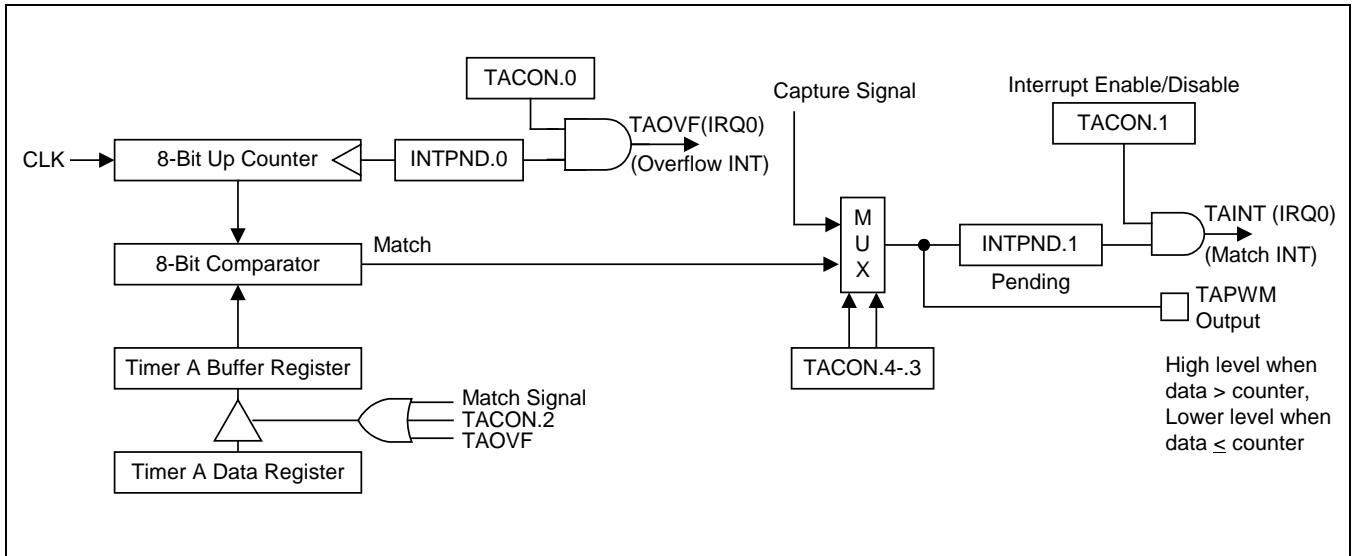 TACON.0
Capture Signal
Interrupt Enable/Disable
TACON.1
CLK
8-Bit Up Counter
INTPND.0
TAOVF(IRQ0)
(Overflow INT)
M
U
X
TAINT (IRQ0)
(Match INT)
8-Bit Comparator
Match
INTPND.1
Pending
TAPWM
Output
Timer A Buffer Register
TACON.4-.3
High level when
data > counter,
Lower level when
data ≤ counter
Match Signal
TACON.2
TAOVF
Timer A Data Register